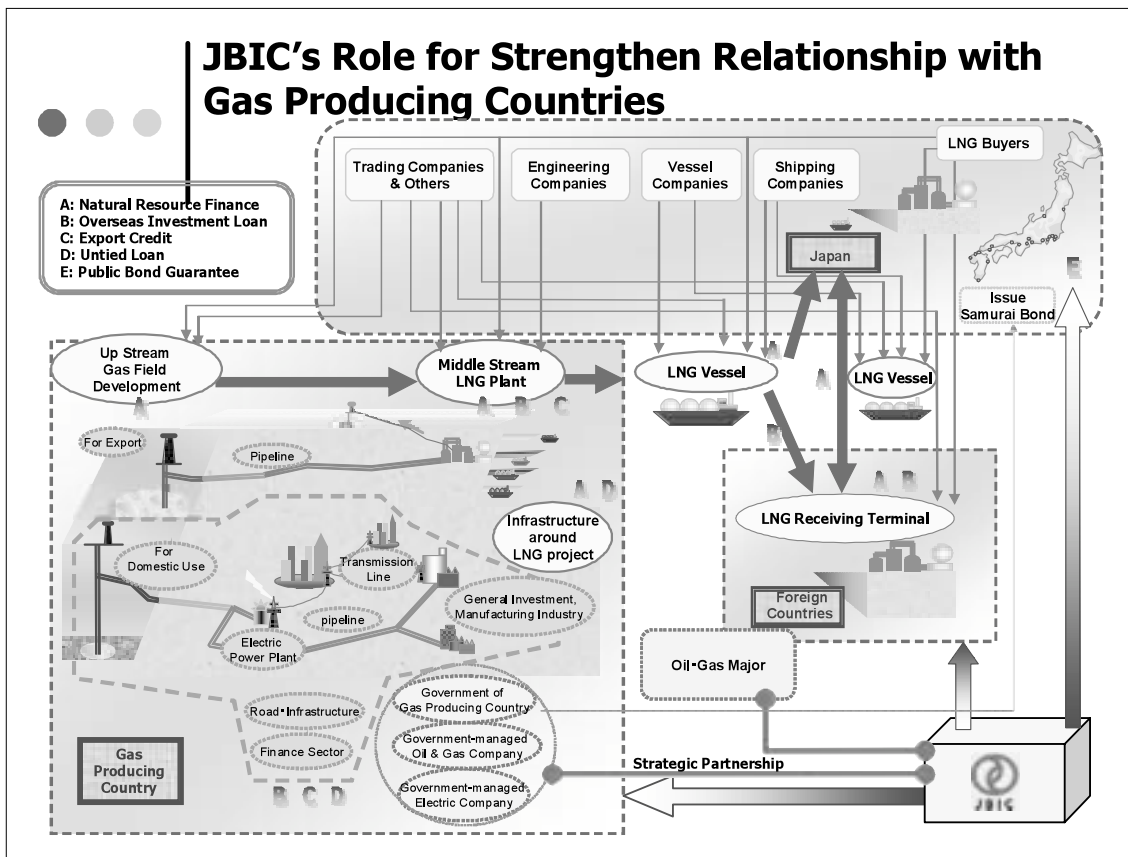 JBIC's Role for Strengthen Relationship with
Gas Producing Countries
A: Natural Resource Finance
B: Overseas Investment Loan
C: Export Credit
D: Untied Loan
E: Public Bond Guarantee
Trading Companies
& Others
Engineering
Companies
Vessel
Companies
Shipping
Companies
LNG Buyers
Japan
E
Issue
Samurai Bond
Up Stream
Gas Field
Development
A
Middle Stream
LNG Plant
A B C
LNG Vessel
A
A
B
LNG Vessel
For Export
Pipeline
A D
Infrastructure
around
LNG project
A B
LNG Receiving Terminal
Foreign
Countries
For
Domestic Use
Transmission
Line
General Investment,
Manufacturing Industry
pipeline
Electric
Power Plant
Oil・Gas Major
Road・Infrastructure
Finance Sector
B C D
Government of
Gas Producing Country
Government-managed
Oil & Gas Company
Government-managed
Electric Company
Gas
Producing
Country
Strategic Partnership
JBIC